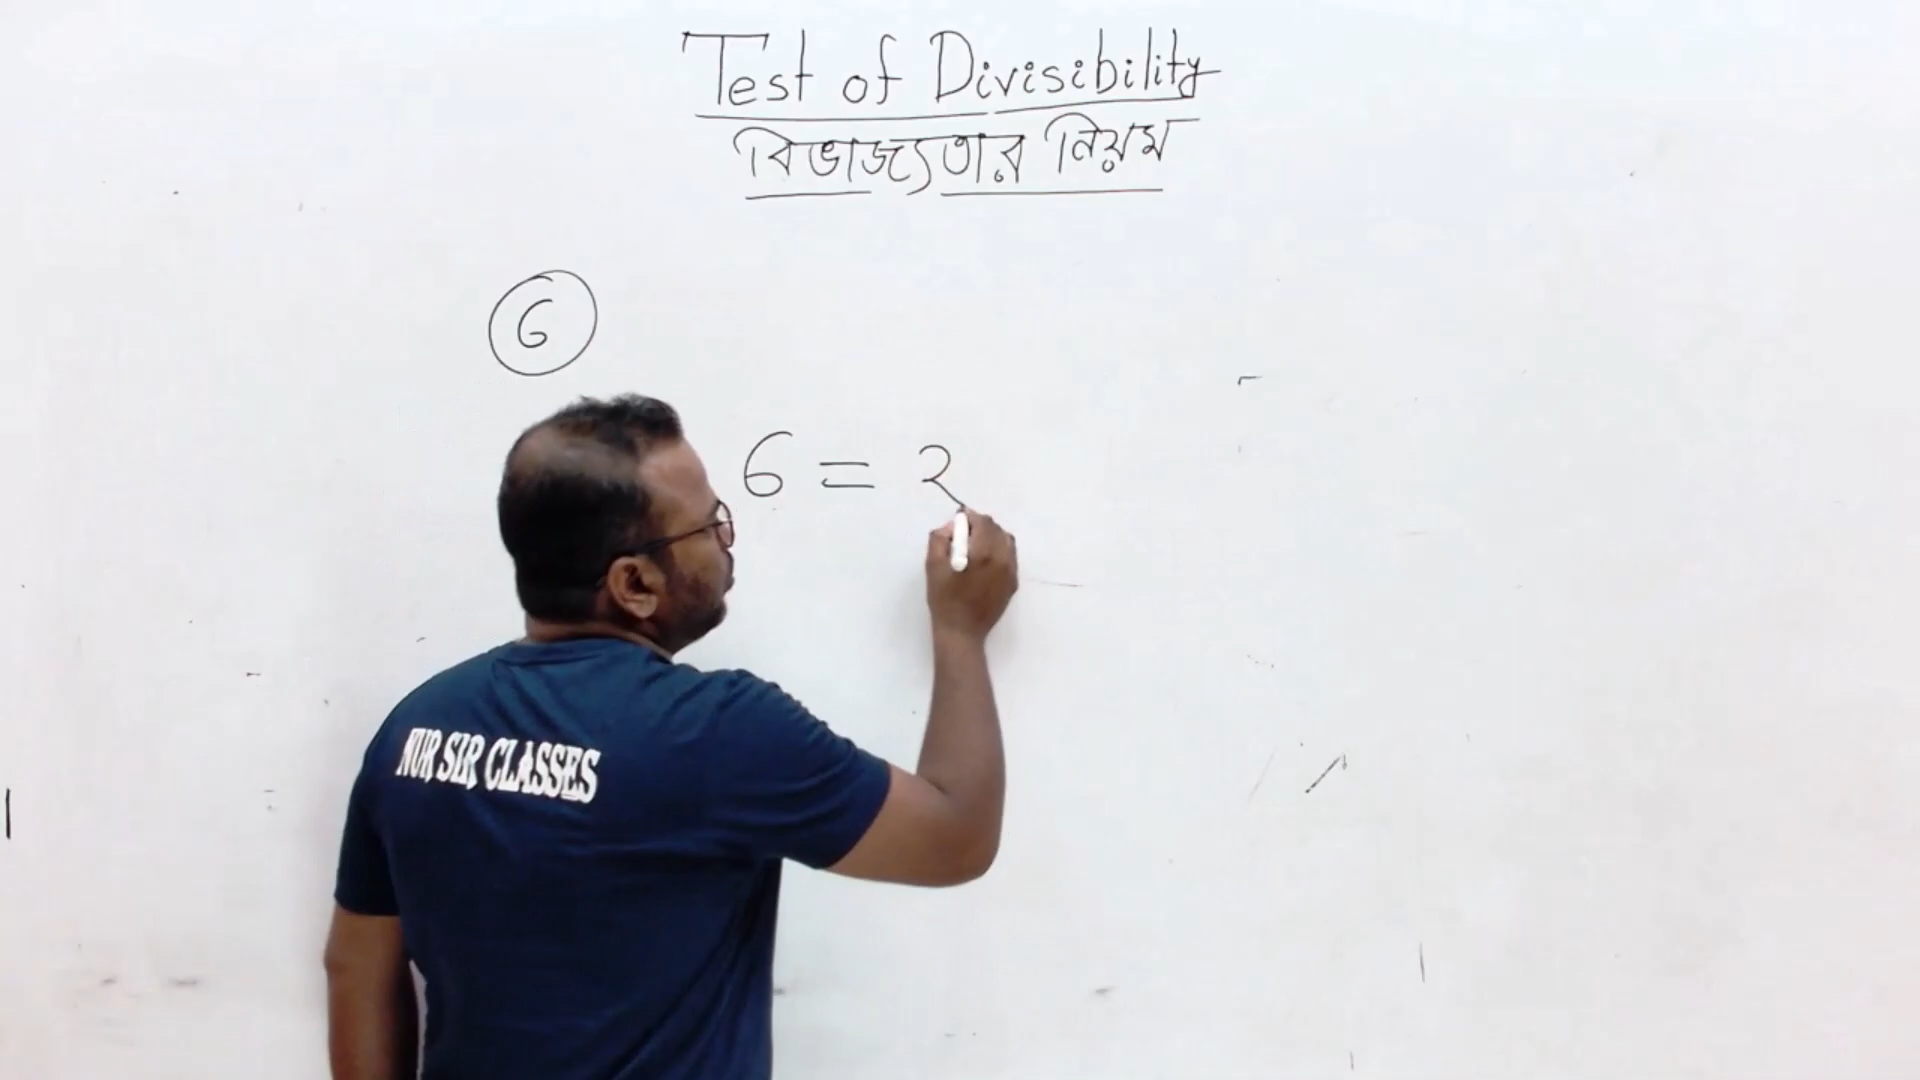 Test of Divisibility
বিভাজ্যতার নিয়ম
6
6 = 2
NUR SIR CLASSES